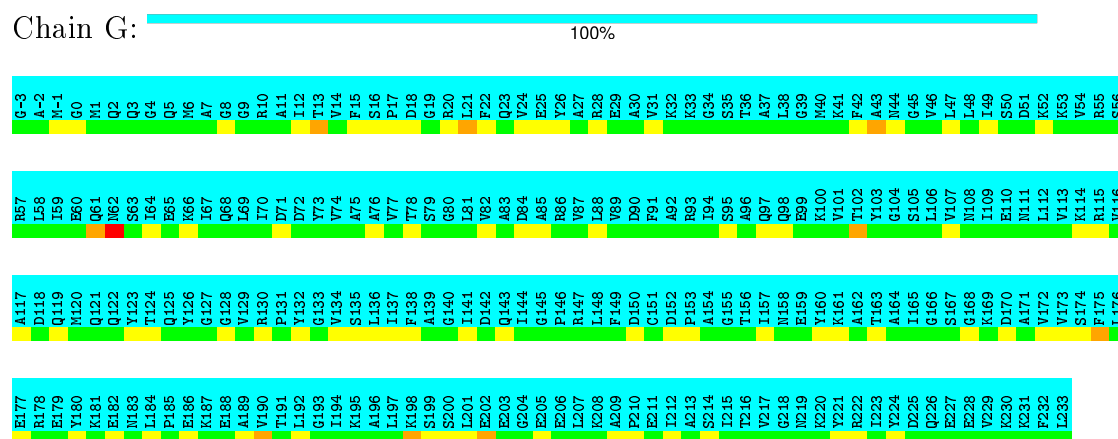 Chain G:
100%
G-3 A-2 M-1 G0 M1 Q2 Q3 G4 Q5 M6 A7 G8 G9 R10 A11 I12 T13 V14 F15 S16 P17 D18 G19 R20 L21 F22 Q23 V24 E25 Y26 A27 R28 E29 A30 V31 K32 K33 G34 S35 T36 A37 L38 G39 M40 K41 F42 A43 N44 G45 V46 L47 L48 I49 S50 D51 K52 K53 V54 R55 S56
R57 L58 I59 E60 Q61 N62 S63 I64 E65 K66 I67 Q68 L69 I70 D71 D72 Y73 V74 A75 A76 V77 T78 S79 G80 L81 V82 A83 D84 A85 R86 V87 L88 V89 D90 F91 A92 R93 I94 S95 A96 Q97 Q98 E99 K100 V101 T102 Y103 G104 S105 L106 V107 N108 I109 E110 N111 L112 V113 K114 R115 V116
A117 D118 Q119 M120 Q121 Q122 Y123 T124 Q125 Y126 G127 G128 V129 R130 P131 Y132 G133 V134 S135 L136 I137 F138 A139 G140 I141 D142 Q143 I144 G145 P146 R147 L148 F149 D150 C151 D152 P153 A154 G155 T156 I157 N158 E159 Y160 K161 A162 T163 A164 I165 G166 S167 G168 K169 D170 A171 V172 V173 S174 F175 L176
E177 R178 E179 Y180 K181 E182 N183 L184 P185 E186 K187 E188 A189 V190 T191 L192 G193 I194 K195 A196 L197 K198 S199 S200 L201 E202 E203 G204 E205 E206 L207 K208 A209 P210 E211 I212 A213 S214 I215 T216 V217 G218 N219 K220 Y221 R222 I223 Y224 D225 Q226 E227 E228 V229 K230 K231 F232 L233